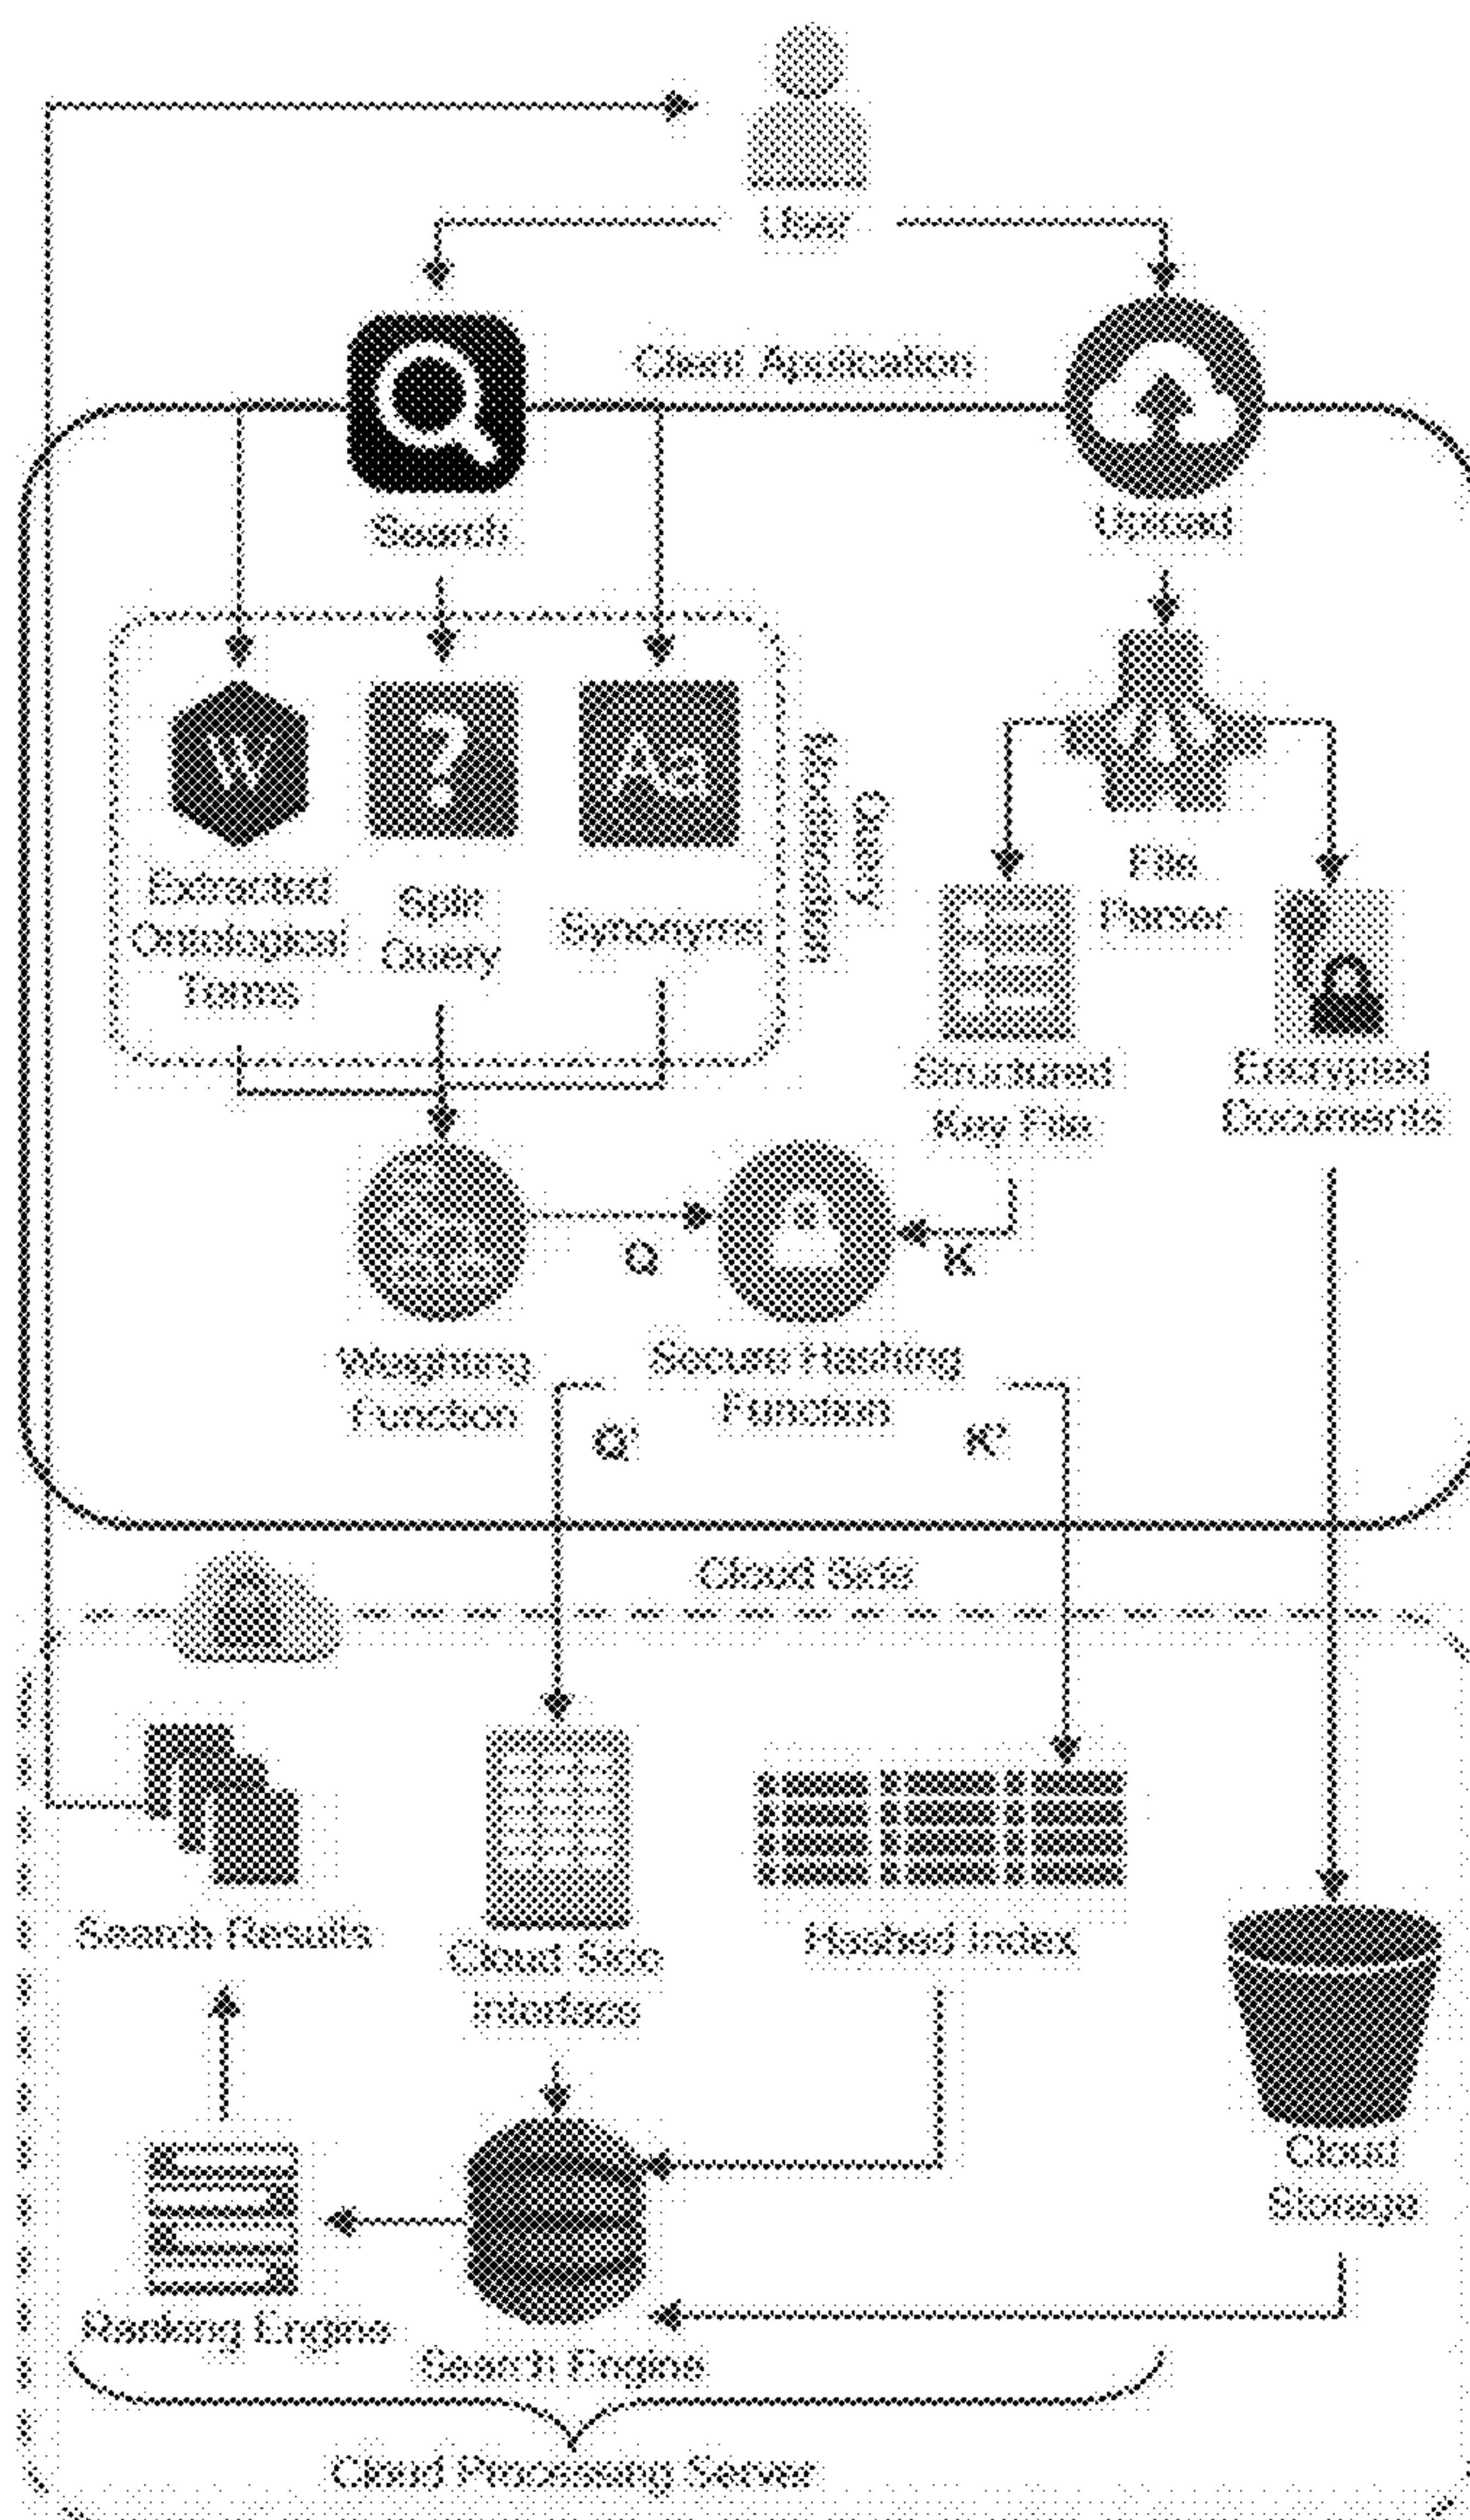 User
Client Application
Search
Upload
W
?
Aa
Extracted
Ontological
Terms
Split
Query
Synonyms
File
Parser
Structured
Key File
Encrypted
Documents
Q
K
Weighting
Function
Secure Hashing
Function
Q'
K'
Cloud Side
Search Results
Cloud Side
Interface
Hashed Index
Cloud
Storage
Ranking Engine
Search Engine
Cloud Processing Server